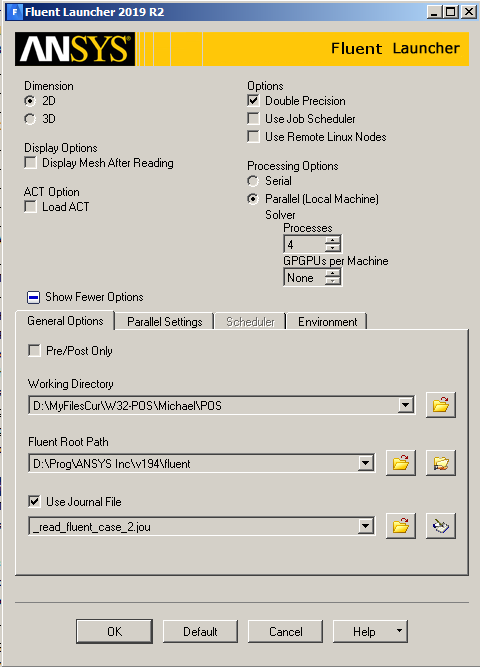 Fluent Launcher 2019 R2
ANSYS
Fluent Launcher
Dimension
2D
3D
Display Options
Display Mesh After Reading
ACT Option
Load ACT
Options
Double Precision
Use Job Scheduler
Use Remote Linux Nodes
Processing Options
Serial
Parallel (Local Machine)
Solver
Processes
4
GPGPUs per Machine
None
Show Fewer Options
General Options
Parallel Settings
Scheduler
Environment
Pre/Post Only
Working Directory
D:\MyFilesCur\W32-POS\Michael\POS
Fluent Root Path
D:\Prog\ANSYS Inc\v194\fluent
Use Journal File
_read_fluent_case_2.jou
OK
Default
Cancel
Help